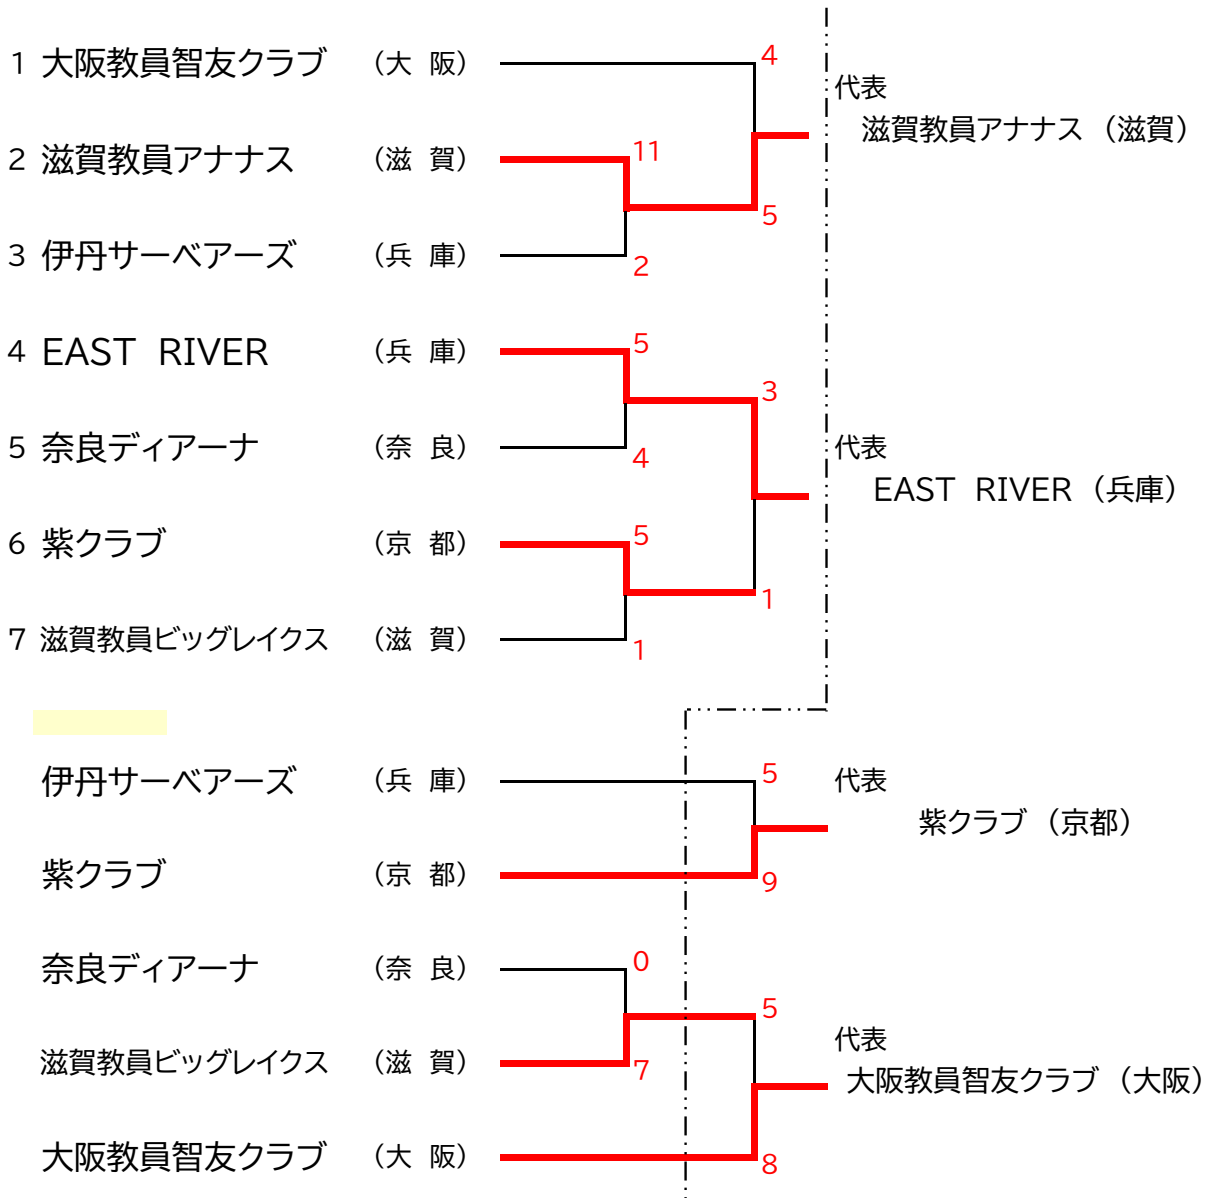 1 大阪教員智友クラブ （大 阪） 4
代表
滋賀教員アナナス （滋賀）
2 滋賀教員アナナス （滋 賀） 11
5
3 伊丹サーベアーズ （兵 庫） 2
4 EAST RIVER （兵 庫） 5
3
5 奈良ディアーナ （奈 良） 4
代表
EAST RIVER （兵庫）
6 紫クラブ （京 都） 5
1
7 滋賀教員ビッグレイクス （滋 賀） 1
伊丹サーベアーズ （兵 庫） 5
代表
紫クラブ （京都）
紫クラブ （京 都） 9
奈良ディアーナ （奈 良） 0
5
代表
滋賀教員ビッグレイクス （滋 賀） 7
大阪教員智友クラブ （大阪）
大阪教員智友クラブ （大 阪） 8